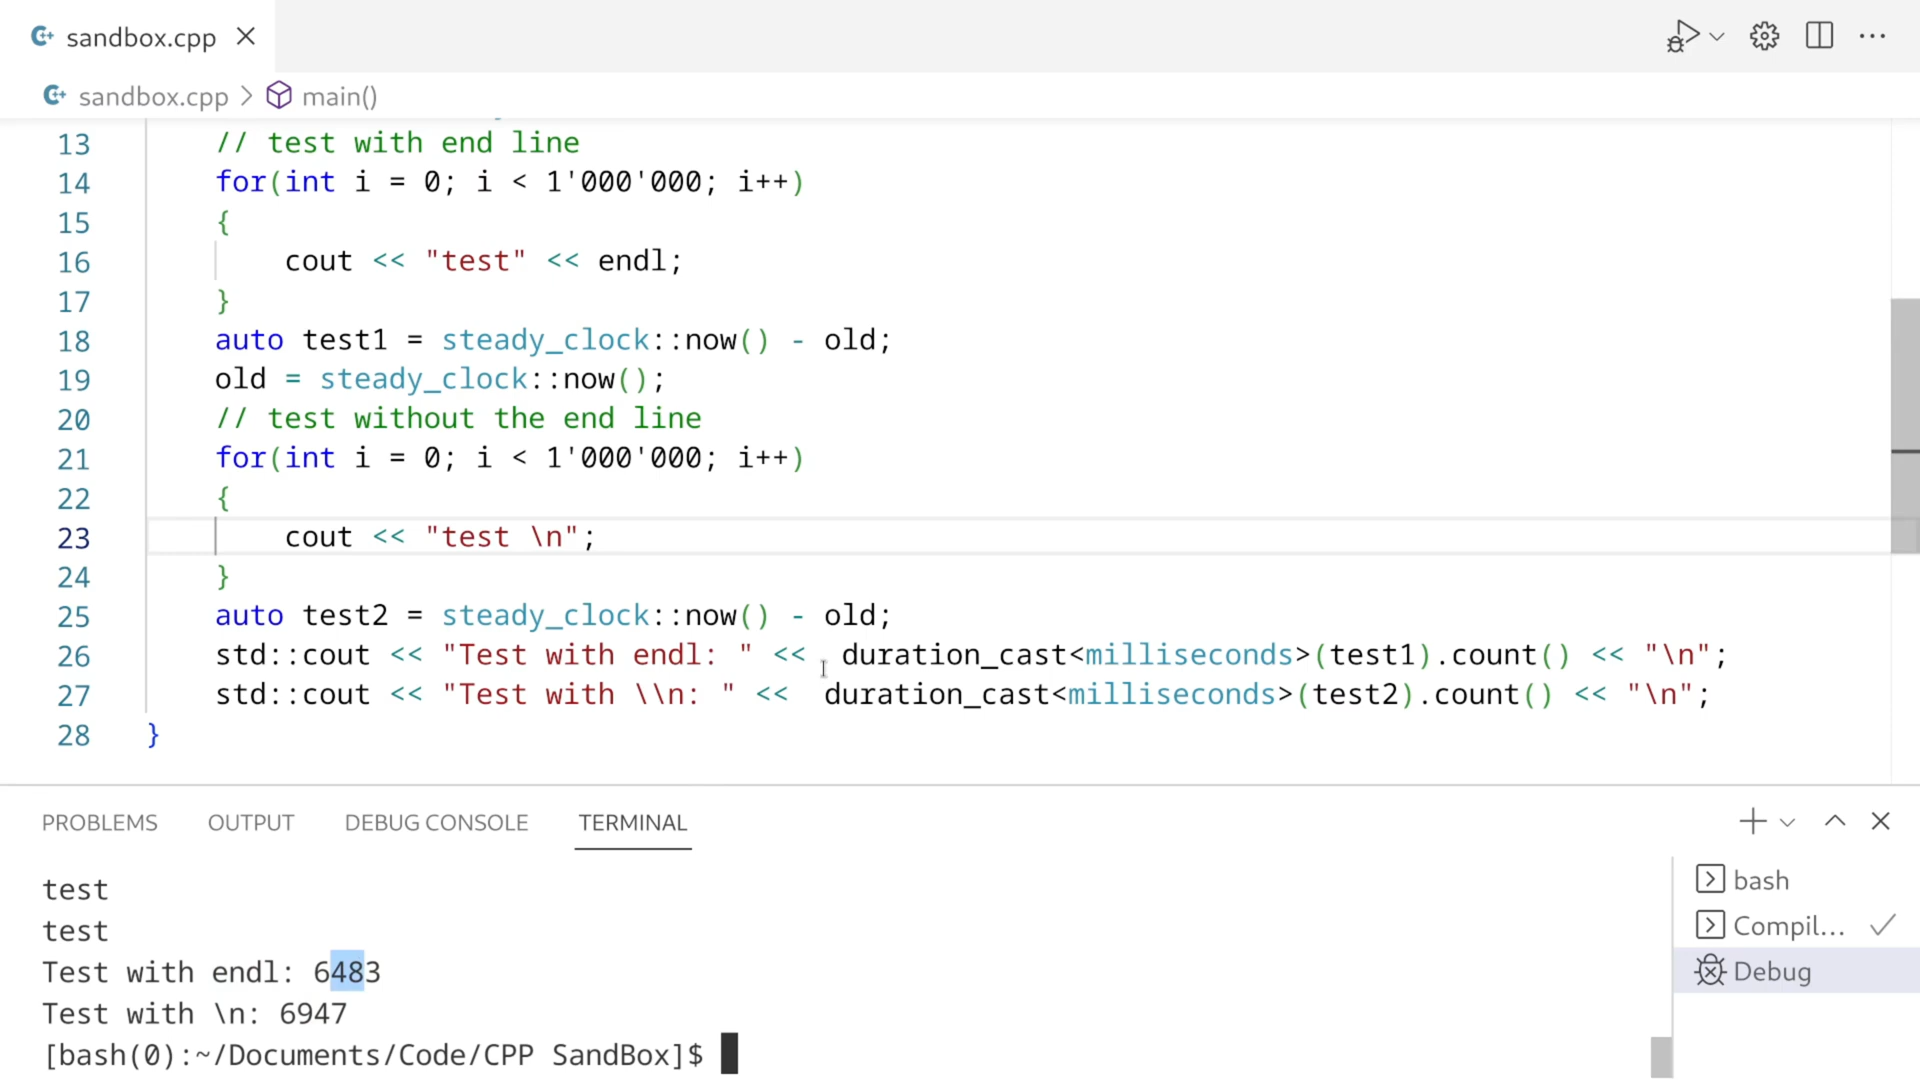 sandbox.cpp
sandbox.cpp > main()
13 // test with end line
14 for(int i = 0; i < 1'000'000; i++)
15 {
16 cout << "test" << endl;
17 }
18 auto test1 = steady_clock::now() - old;
19 old = steady_clock::now();
20 // test without the end line
21 for(int i = 0; i < 1'000'000; i++)
22 {
23 cout << "test \n";
24 }
25 auto test2 = steady_clock::now() - old;
26 std::cout << "Test with endl: " << duration_cast<milliseconds>(test1).count() << "\n";
27 std::cout << "Test with \\n: " << duration_cast<milliseconds>(test2).count() << "\n";
28 }
PROBLEMS OUTPUT DEBUG CONSOLE TERMINAL
test
test
Test with endl: 6483
Test with \n: 6947
[bash(0):~/Documents/Code/CPP SandBox]$
bash
Compil...
Debug